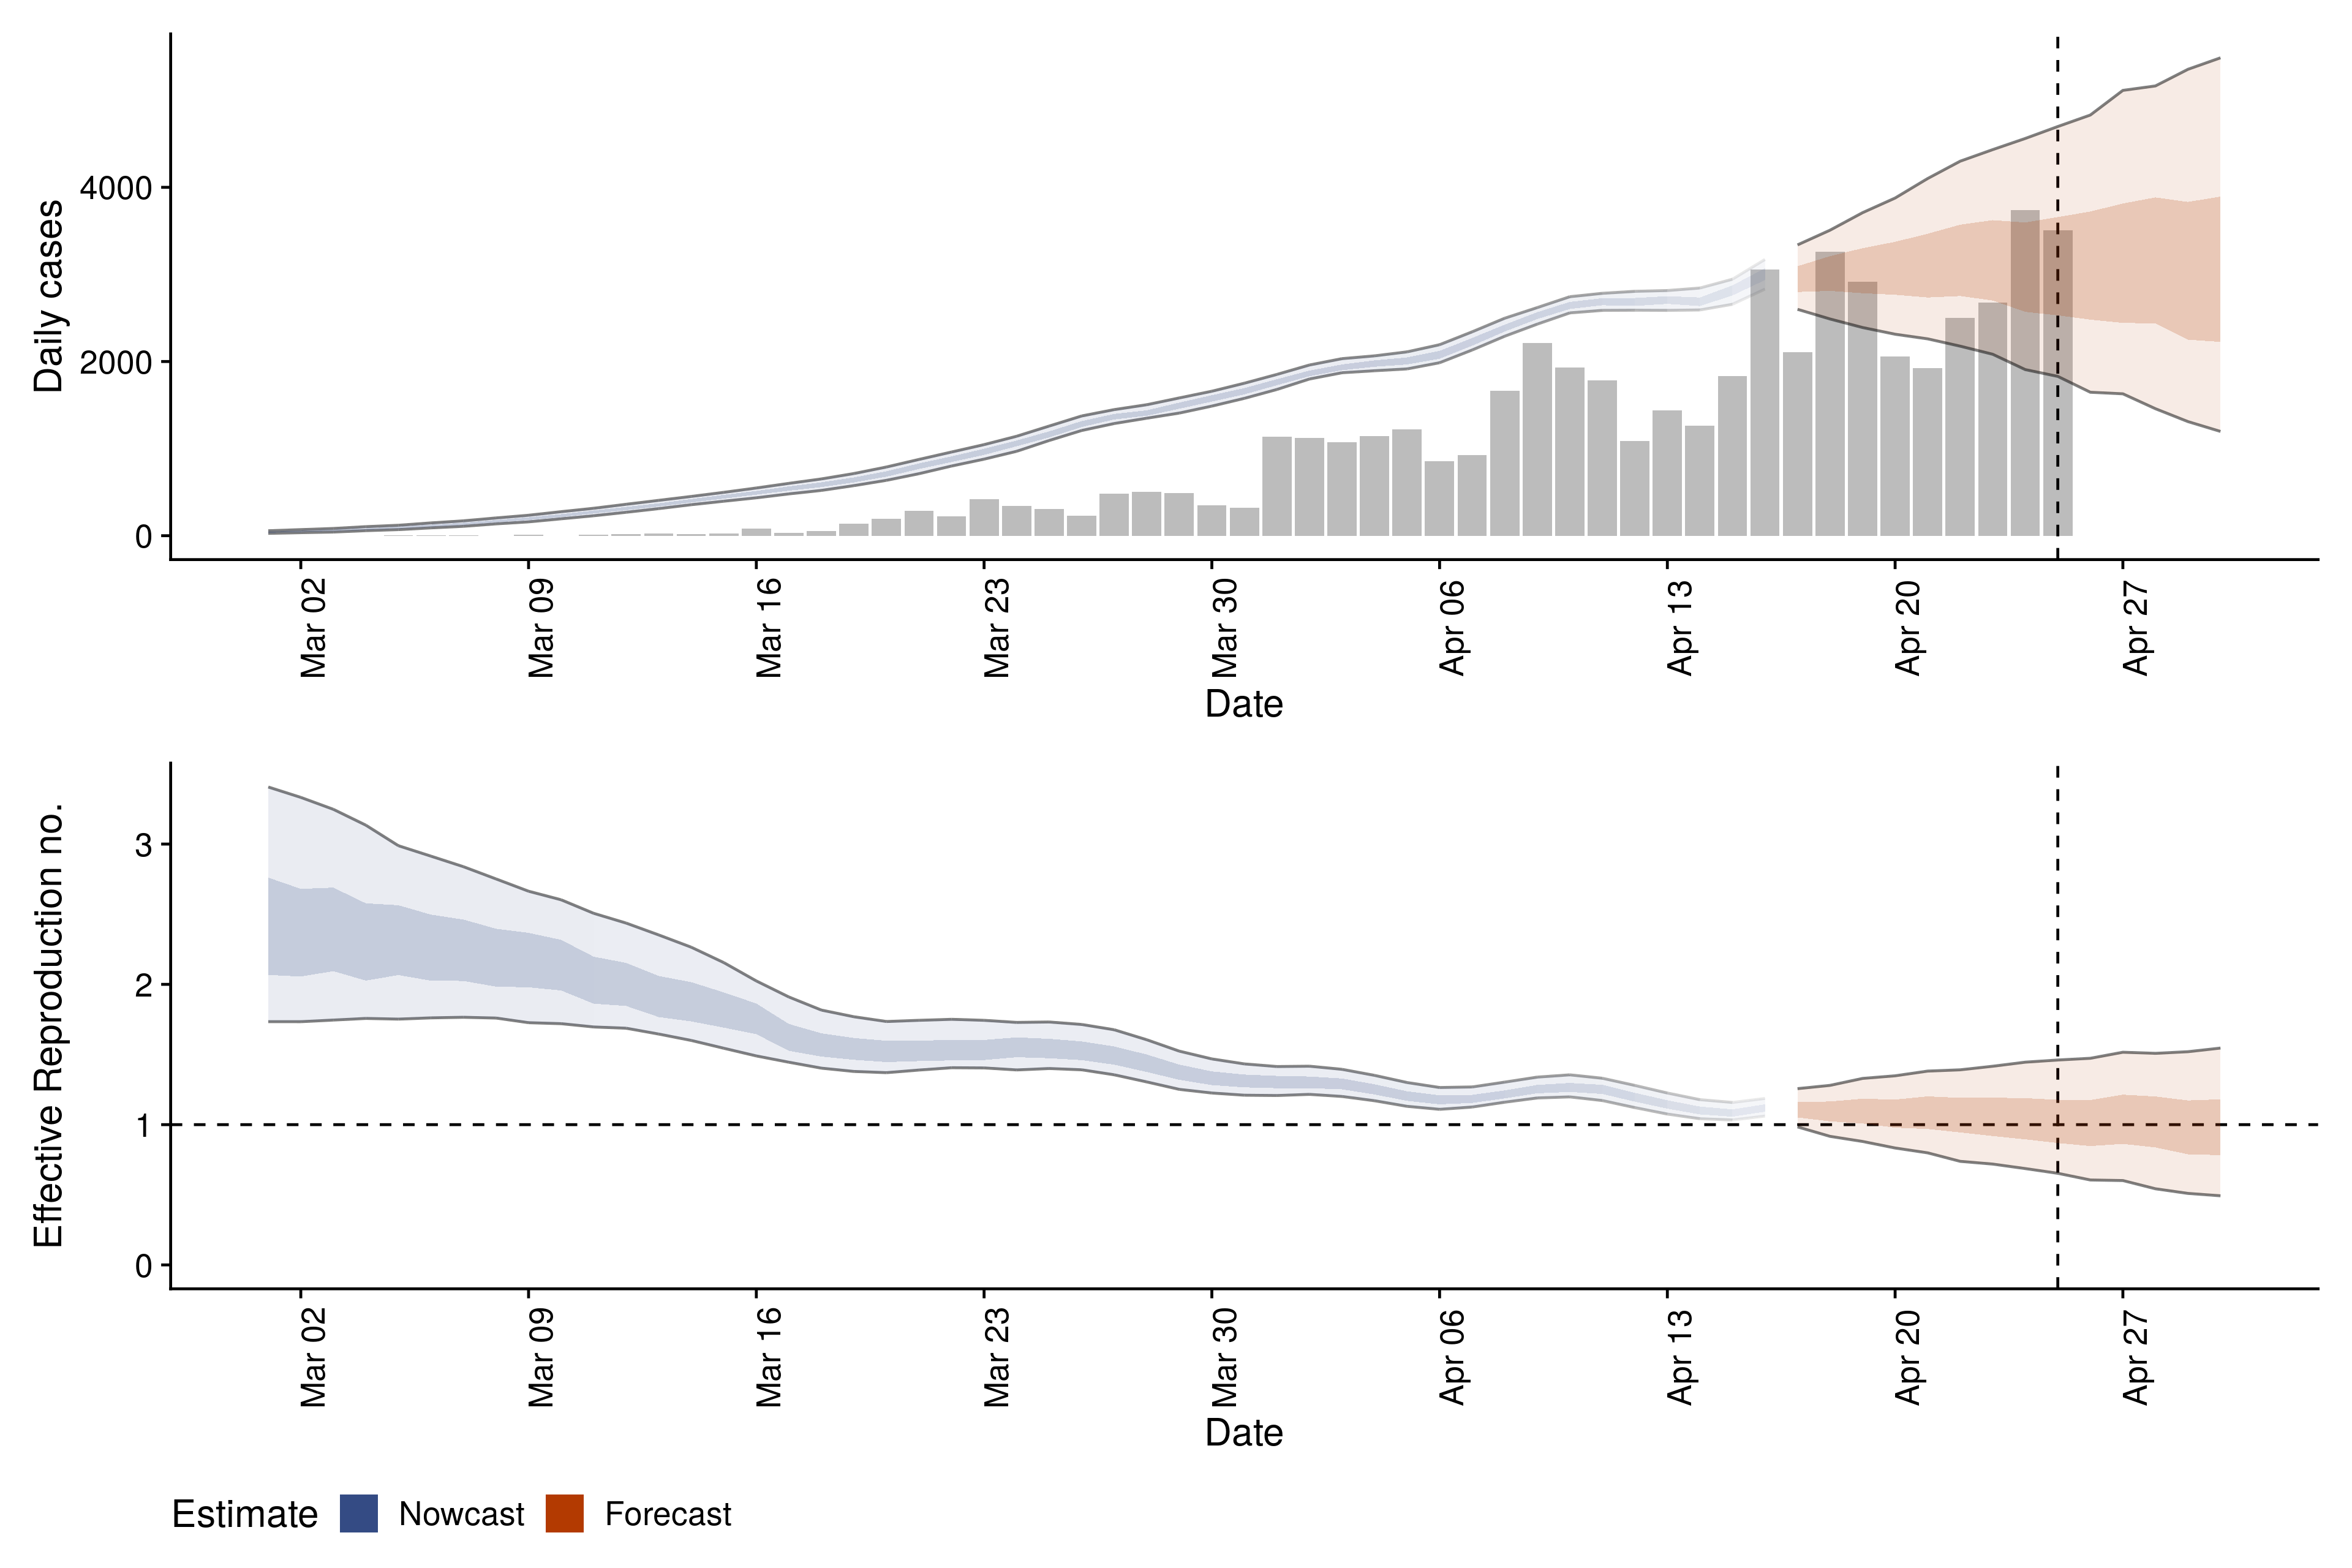 Daily cases
4000
2000
0
Mar 02
Mar 09
Mar 16
Mar 23
Mar 30
Apr 06
Apr 13
Apr 20
Apr 27
Date
Effective Reproduction no.
3
2
1
0
Mar 02
Mar 09
Mar 16
Mar 23
Mar 30
Apr 06
Apr 13
Apr 20
Apr 27
Date
Estimate Nowcast Forecast